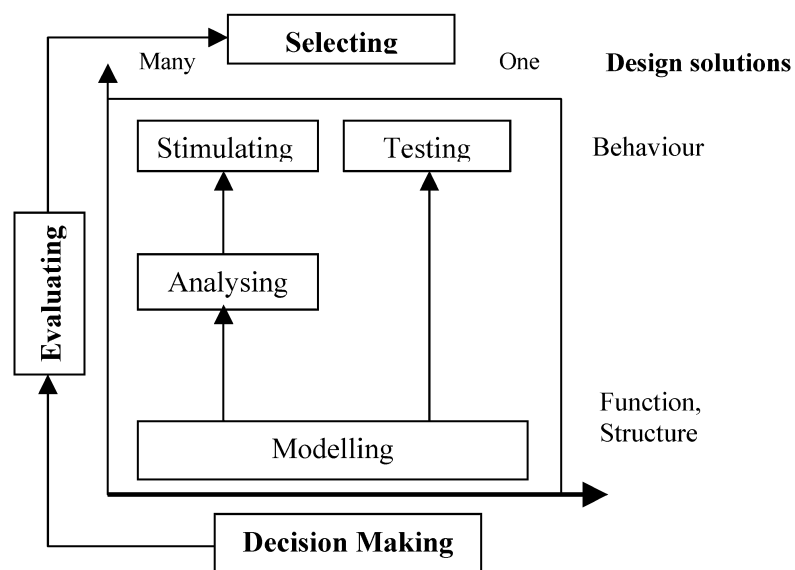 Selecting
Many
One
Design solutions
Stimulating
Testing
Behaviour
Evaluating
Analysing
Function,
Structure
Modelling
Decision Making